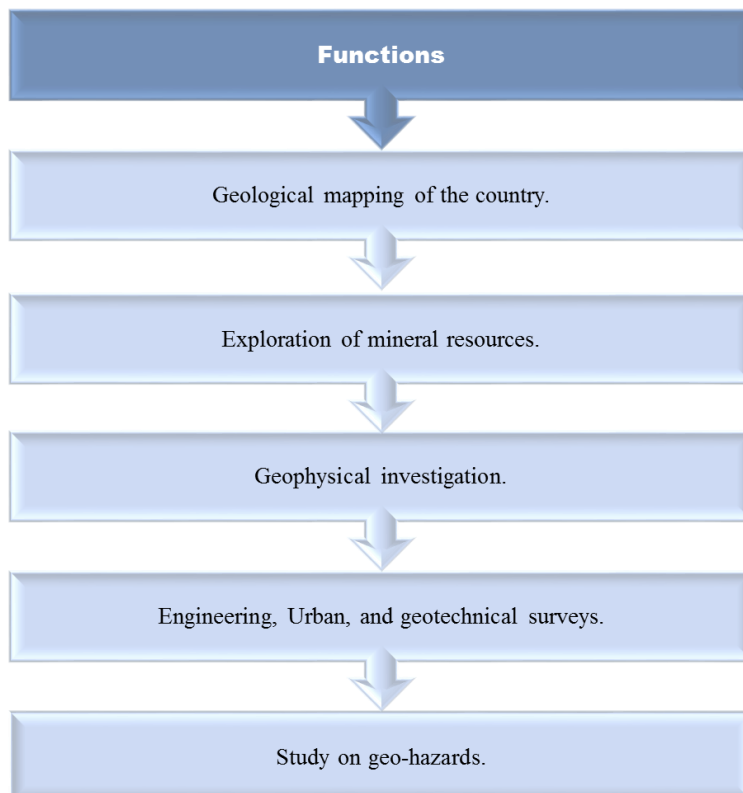 Functions
Geological mapping of the country.
Exploration of mineral resources.
Geophysical investigation.
Engineering, Urban, and geotechnical surveys.
Study on geo-hazards.